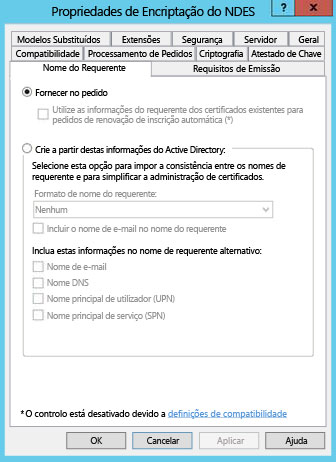 Propriedades de Encriptação do NDES
?
x
Modelos Substituídos Extensões Segurança Servidor Geral
Compatibilidade Processamento de Pedidos Criptografia Atestado de Chave
Nome do Requerente Requisitos de Emissão
Fornecer no pedido
Utilize as informações do requerente dos certificados existentes para
pedidos de renovação de inscrição automática (*)
Crie a partir destas informações do Active Directory:
Selecione esta opção para impor a consistência entre os nomes de
requerente e para simplificar a administração de certificados.
Formato de nome do requerente:
Nenhum
Incluir o nome de e-mail no nome do requerente
Inclua estas informações no nome de requerente alternativo:
Nome de e-mail
Nome DNS
Nome principal de utilizador (UPN)
Nome principal de serviço (SPN)
*O controlo está desativado devido a definições de compatibilidade
OK Cancelar Aplicar Ajuda